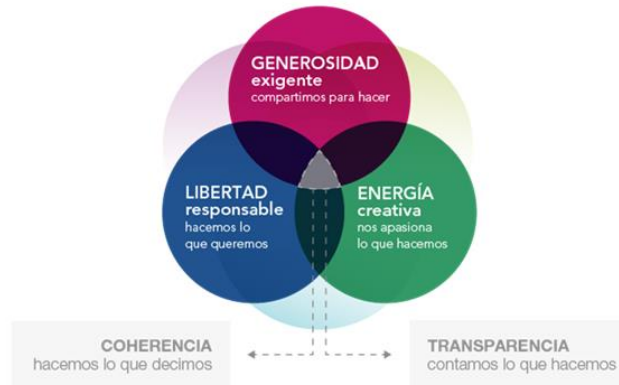 GENEROSIDAD
exigente
compartimos para hacer
LIBERTAD
responsable
hacemos lo
que queremos
ENERGÍA
creativa
nos apasiona
lo que hacemos
COHERENCIA
hacemos lo que decimos
TRANSPARENCIA
contamos lo que hacemos